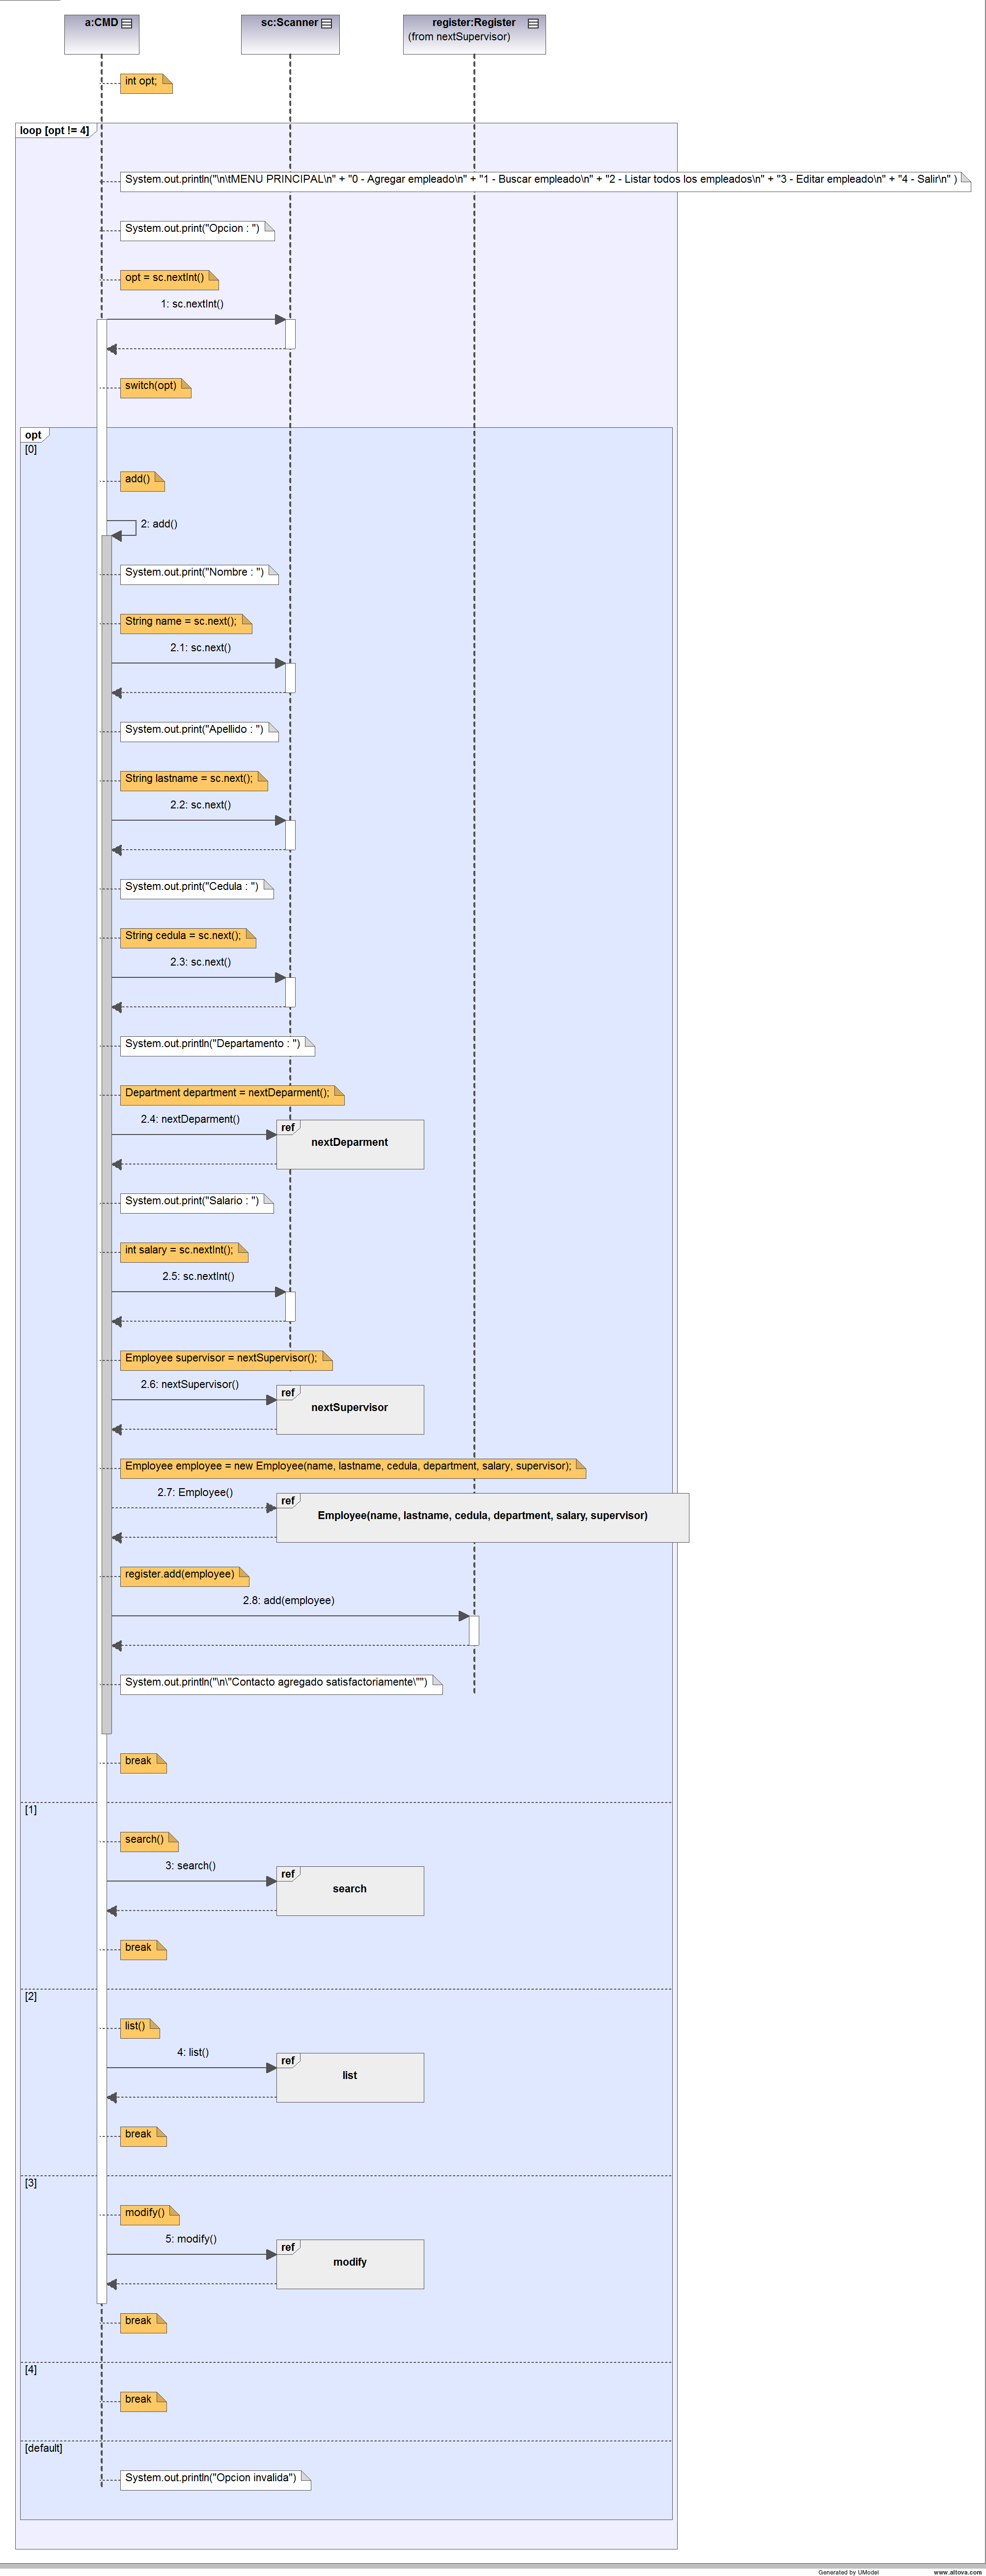 a:CMD
sc:Scanner
register:Register
(from nextSupervisor)
int opt;
loop [opt != 4]
System.out.println("\n\tMENU PRINCIPAL\n" + "0 - Agregar empleado\n" + "1 - Buscar empleado\n" + "2 - Listar todos los empleados\n" + "3 - Editar empleado\n" + "4 - Salir\n" )
System.out.print("Opcion : ")
opt = sc.nextInt()
1: sc.nextInt()
switch(opt)
opt
[0]
add()
2: add()
System.out.print("Nombre : ")
String name = sc.next();
2.1: sc.next()
System.out.print("Apellido : ")
String lastname = sc.next();
2.2: sc.next()
System.out.print("Cedula : ")
String cedula = sc.next();
2.3: sc.next()
System.out.println("Departamento : ")
Department department = nextDeparment();
2.4: nextDeparment()
ref
nextDeparment
System.out.print("Salario : ")
int salary = sc.nextInt();
2.5: sc.nextInt()
Employee supervisor = nextSupervisor();
2.6: nextSupervisor()
ref
nextSupervisor
Employee employee = new Employee(name, lastname, cedula, department, salary, supervisor);
2.7: Employee()
ref
Employee(name, lastname, cedula, department, salary, supervisor)
register.add(employee)
2.8: add(employee)
System.out.println("\n\"Contacto agregado satisfactoriamente\"")
break
[1]
search()
3: search()
ref
search
break
[2]
list()
4: list()
ref
list
break
[3]
modify()
5: modify()
ref
modify
break
[4]
break
[default]
System.out.println("Opcion invalida")
Generated by UModel
www.altova.com